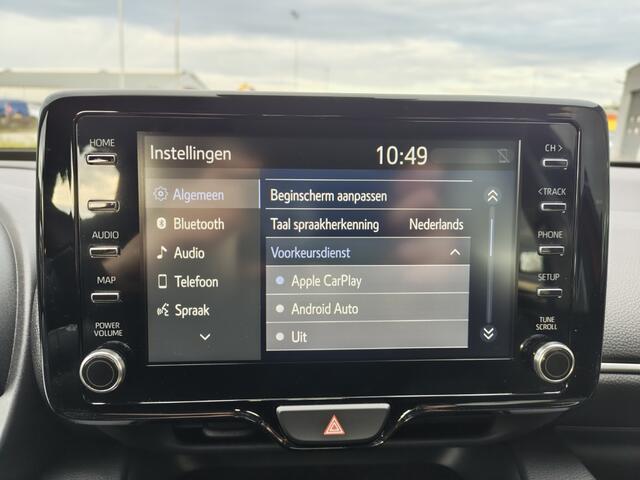 HOME
AUDIO
MAP
POWER
VOLUME
Instellingen
10:49
Algemeen
Bluetooth
Audio
Telefoon
Spraak
Beginscherm aanpassen
Taal spraakherkenning Nederlands
Voorkeursdienst
Apple CarPlay
Android Auto
Uit
CH >
< TRACK
PHONE
SETUP
TUNE
SCROLL